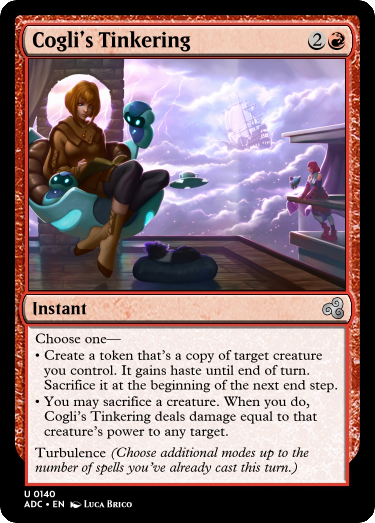 Cogli's Tinkering 2
Instant
Choose one—
• Create a token that's a copy of target creature
you control. It gains haste until end of turn.
Sacrifice it at the beginning of the next end step.
• You may sacrifice a creature. When you do,
Cogli's Tinkering deals damage equal to that
creature's power to any target.
Turbulence (Choose additional modes up to the
number of spells you've already cast this turn.)
U 0140
ADC • EN Luca Brico